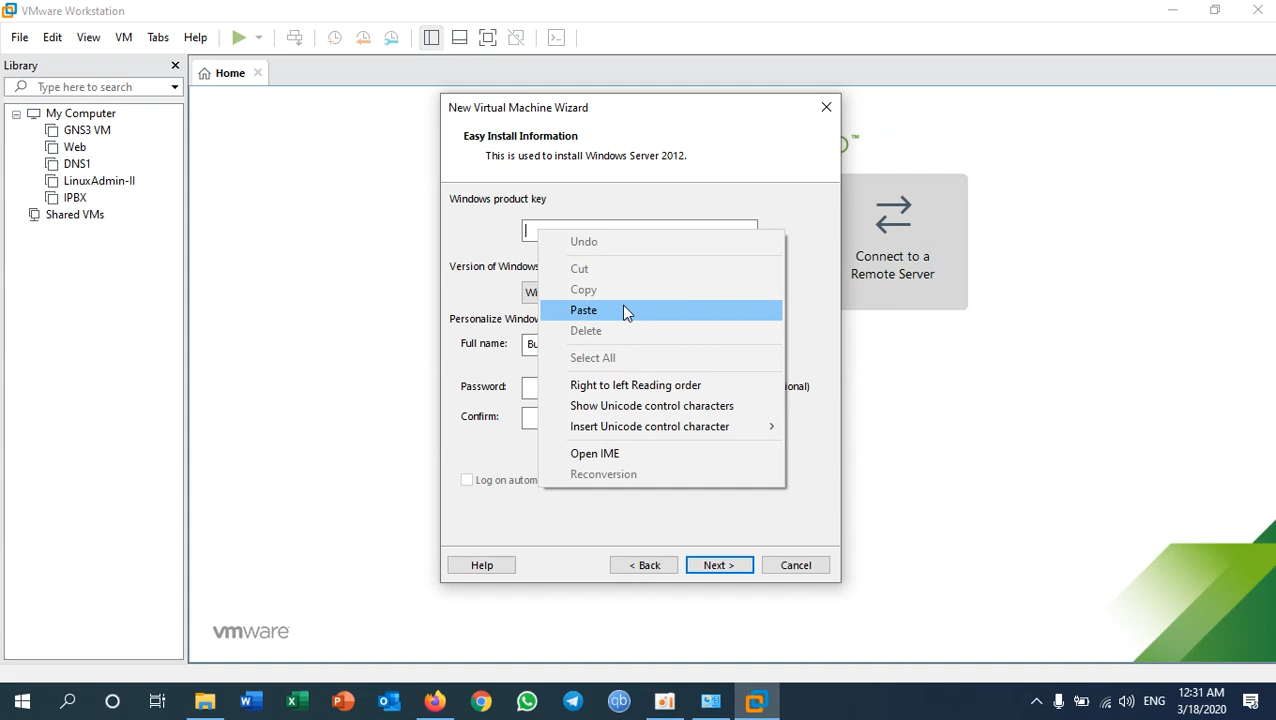 VMware Workstation
File Edit View VM Tabs Help
Library
Type here to search
Home
My Computer
GNS3 VM
Web
DNS1
LinuxAdmin-II
IPBX
Shared VMs
New Virtual Machine Wizard
Easy Install Information
This is used to install Windows Server 2012.
Windows product key
Version of Windows
Wi
Personalize Window
Full name: Bu
Password:
onal)
Confirm:
Log on autom
Undo
Cut
Copy
Paste
Delete
Select All
Right to left Reading order
Show Unicode control characters
Insert Unicode control character
Open IME
Reconversion
Help < Back Next > Cancel
Connect to a
Remote Server
vmware
ENG
12:31 AM
3/18/2020